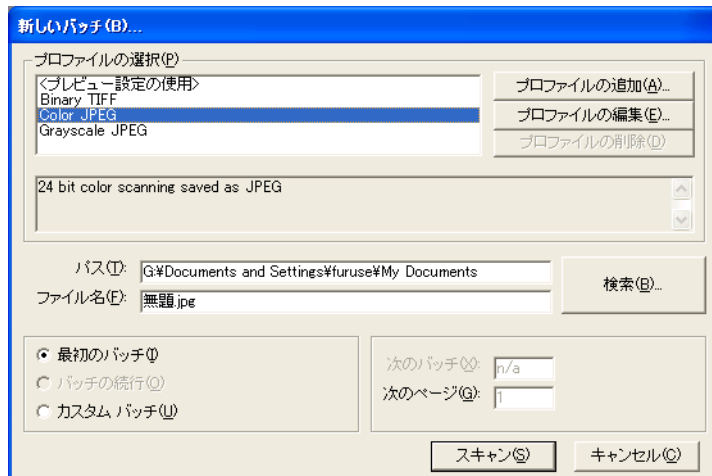 新しいバッチ(B)...
プロファイルの選択(P)
<プレビュー設定の使用>
Binary TIFF
Color JPEG
Grayscale JPEG
プロファイルの追加(A)...
プロファイルの編集(E)...
プロファイルの削除(D)
24 bit color scanning saved as JPEG
パス(T): G:¥Documents and Settings¥furuse¥My Documents
ファイル名(F): 無題.jpg
検索(B)...
最初のバッチ(I)
バッチの続行(O)
カスタム バッチ(U)
次のバッチ(X): n/a
次のページ(G): 1
スキャン(S)
キャンセル(C)